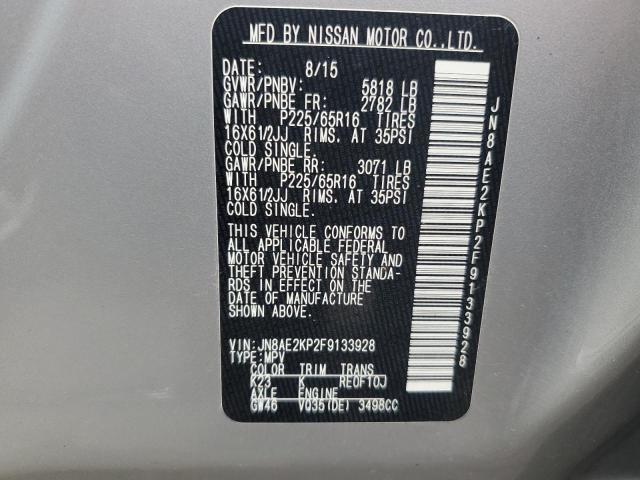 MFD BY NISSAN MOTOR CO.,LTD.
DATE: 8/15
GVWR/PNBV: 5818 LB
GAWR/PNBE FR: 2782 LB
WITH P225/65R16 TIRES
16X61/2JJ RIMS. AT 35PSI
COLD SINGLE.
GAWR/PNBE RR: 3071 LB
WITH P225/65R16 TIRES
16X61/2JJ RIMS. AT 35PSI
COLD SINGLE.
THIS VEHICLE CONFORMS TO
ALL APPLICABLE FEDERAL
MOTOR VEHICLE SAFETY AND
THEFT PREVENTION STANDA-
RDS IN EFFECT ON THE
DATE OF MANUFACTURE
SHOWN ABOVE.
VIN:JN8AE2KP2F9133928
TYPE:MPV
COLOR TRIM TRANS
K23 K RE0F10J
AXLE ENGINE
GW46 VQ35(DE) 3498CC
JN8AE2KP2F9133928